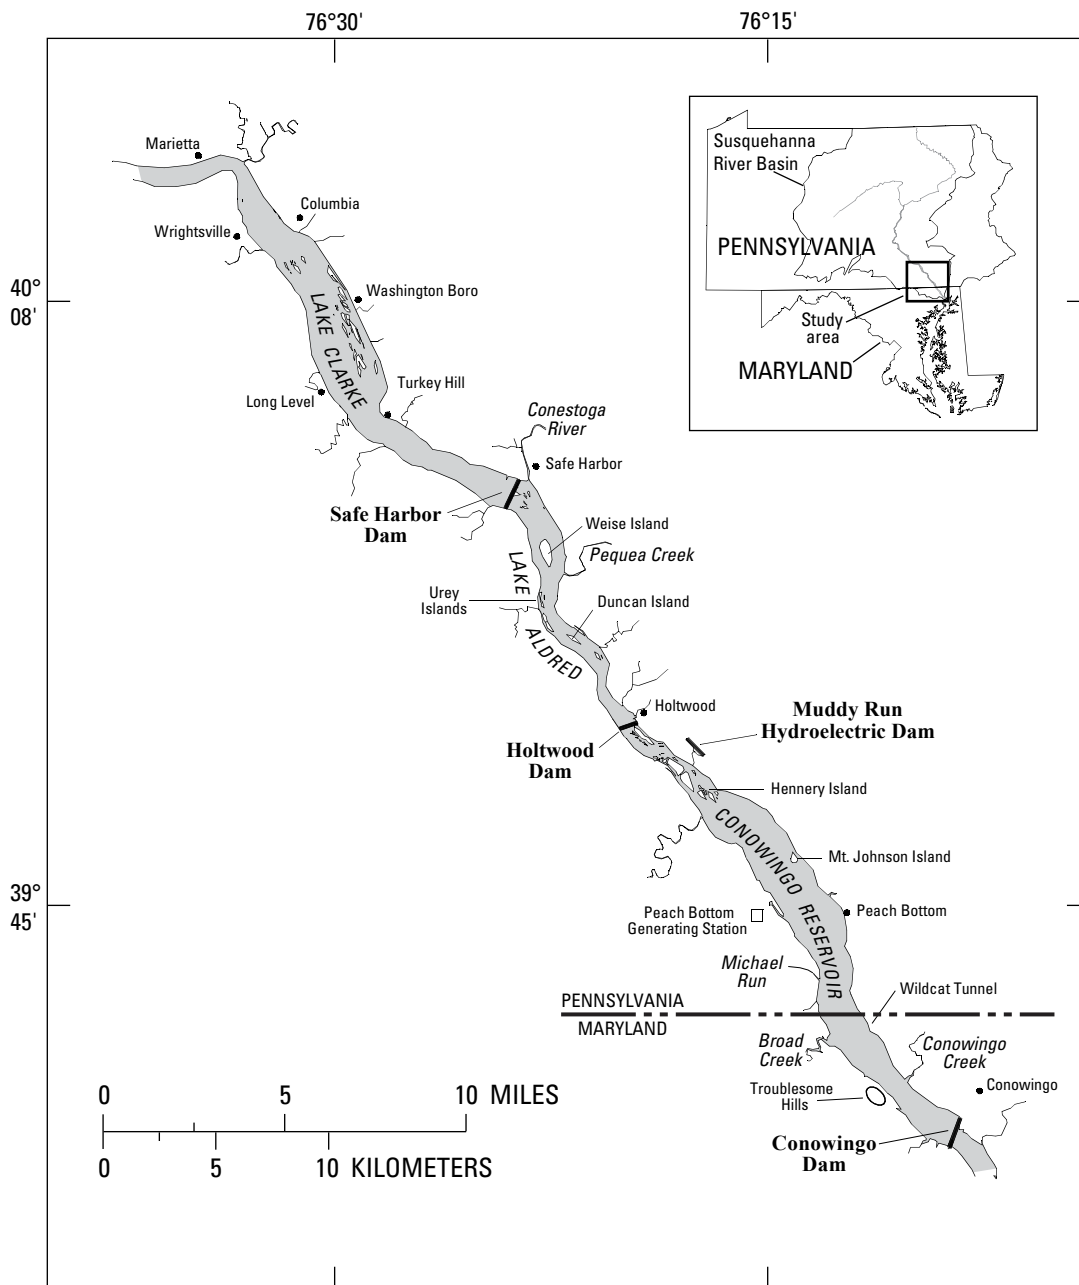 76°30'
76°15'
Marietta
Columbia
Wrightsville
40°
08'
Washington Boro
LAKE CLARKE
Long Level
Turkey Hill
Conestoga
River
Safe Harbor
Safe Harbor
Dam
Weise Island
Pequea Creek
LAKE
ALDRED
Urey
Islands
Duncan Island
Holtwood
Muddy Run
Hydroelectric Dam
Holtwood
Dam
Hennery Island
CONOWINGO RESERVOIR
Mt. Johnson Island
39°
45'
Peach Bottom
Peach Bottom
Generating Station
Michael
Run
Wildcat Tunnel
PENNSYLVANIA
MARYLAND
Broad
Creek
Conowingo
Creek
Troublesome
Hills
Conowingo
Conowingo
Dam
Susquehanna
River Basin
PENNSYLVANIA
Study
area
MARYLAND
0 5 10 MILES
0 5 10 KILOMETERS